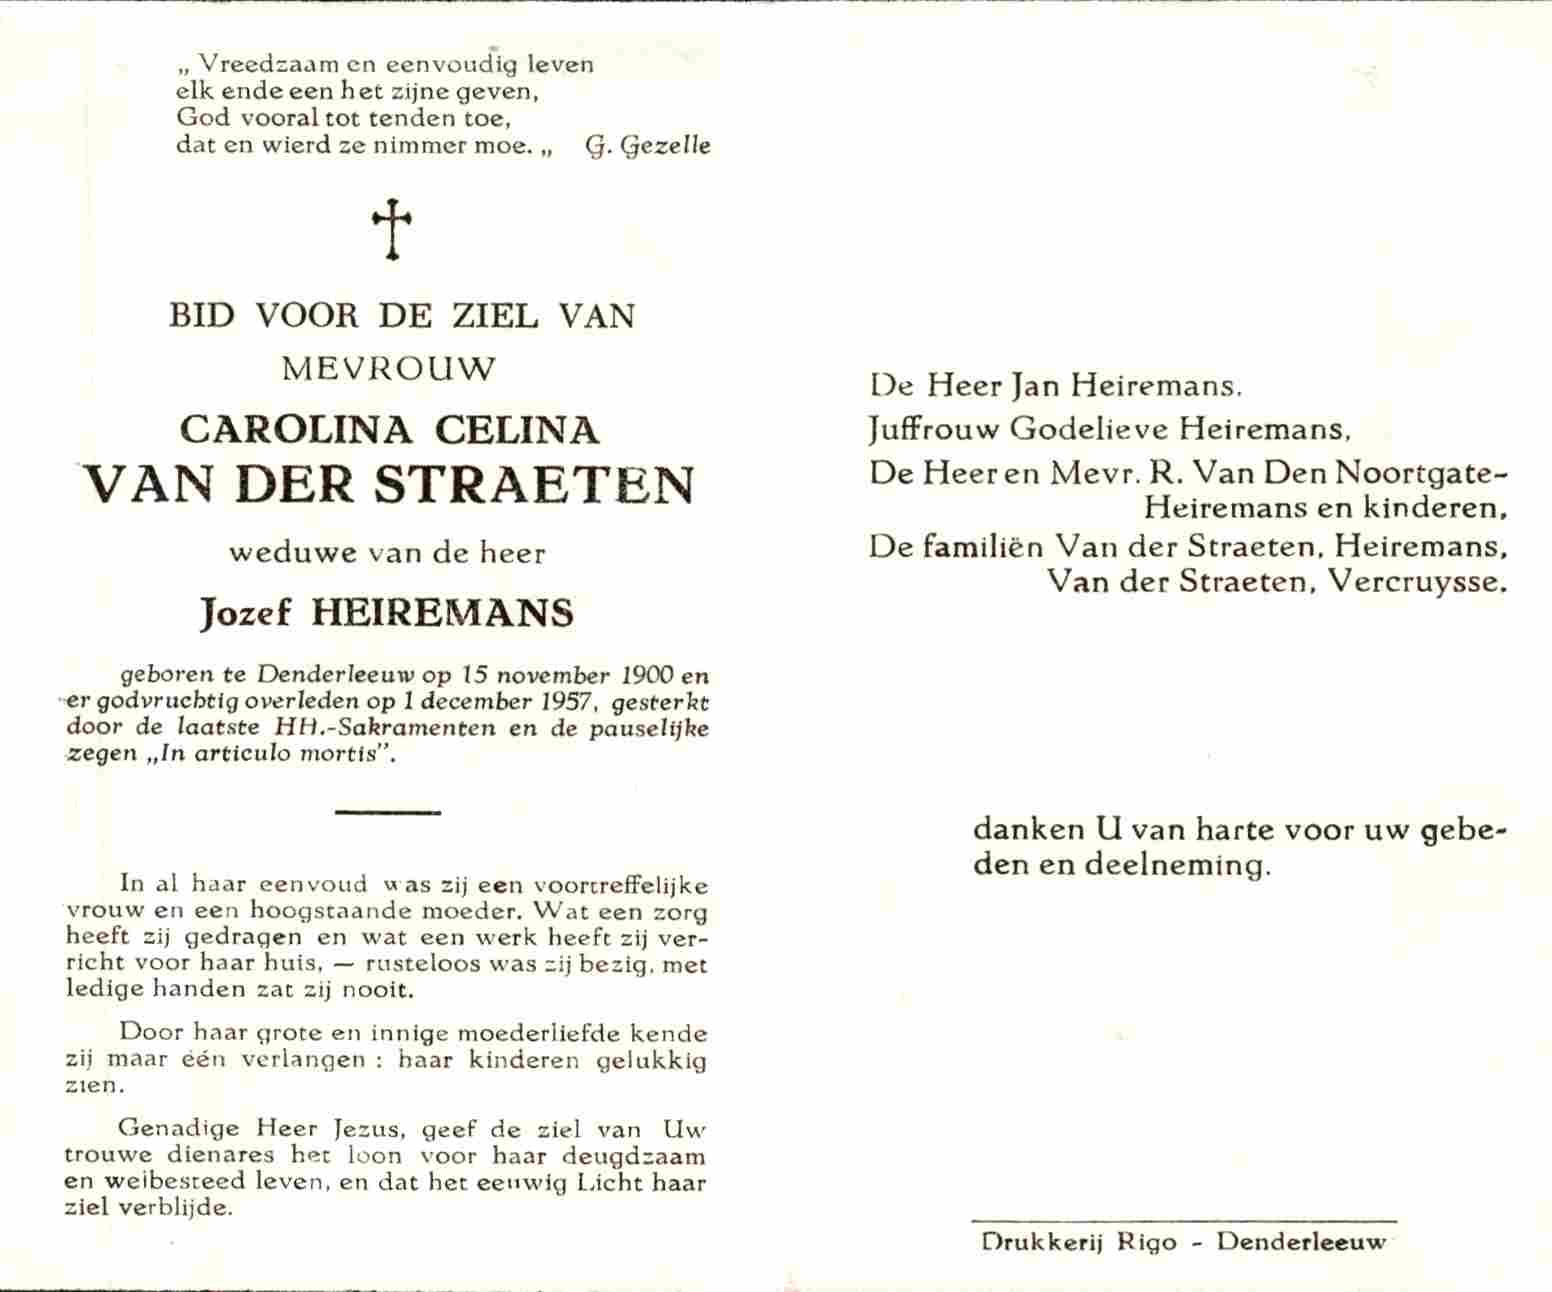 „ Vreedzaam en eenvoudig leven
elk ende een het zijne geven,
God vooral tot tenden toe,
dat en wierd ze nimmer moe. „ G. Gezelle
BID VOOR DE ZIEL VAN
MEVROUW
CAROLINA CELINA
VAN DER STRAETEN
weduwe van de heer
Jozef HEIREMANS
geboren te Denderleeuw op 15 november 1900 en
er godvruchtig overleden op 1 december 1957, gesterkt
door de laatste HH.-Sakramenten en de pauselijke
zegen „In articulo mortis”.
In al haar eenvoud was zij een voortreffelijke
vrouw en een hoogstaande moeder. Wat een zorg
heeft zij gedragen en wat een werk heeft zij ver-
richt voor haar huis, — rusteloos was zij bezig, met
ledige handen zat zij nooit.
Door haar grote en innige moederliefde kende
zij maar één verlangen : haar kinderen gelukkig
zien.
Genadige Heer Jezus, geef de ziel van Uw
trouwe dienares het loon voor haar deugdzaam
en welbesteed leven, en dat het eeuwig Licht haar
ziel verblijde.
De Heer Jan Heiremans.
Juffrouw Godelieve Heiremans,
De Heer en Mevr. R. Van Den Noortgate-
Heiremans en kinderen,
De familiën Van der Straeten, Heiremans,
Van der Straeten, Vercruysse.
danken U van harte voor uw gebe-
den en deelneming.
Drukkerij Rigo - Denderleeuw